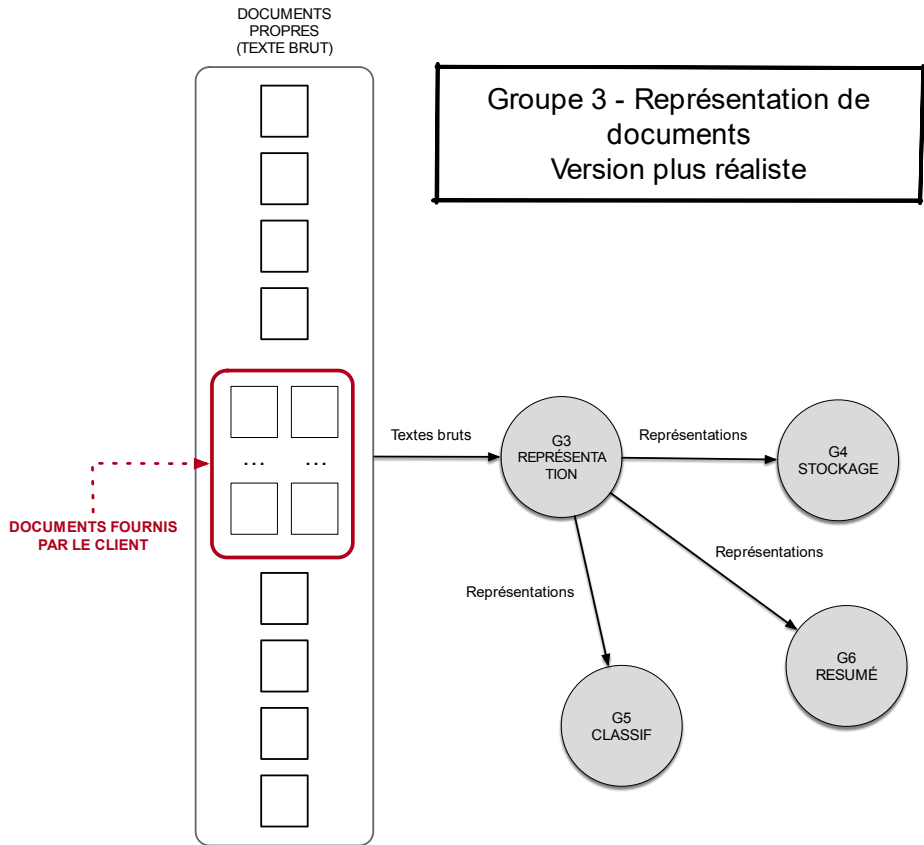 DOCUMENTS
PROPRES
(TEXTE BRUT)
Groupe 3 - Représentation de
documents
Version plus réaliste
... ...
DOCUMENTS FOURNIS
PAR LE CLIENT
Textes bruts
G3
REPRÉSENTA
TION
Représentations
G4
STOCKAGE
Représentations
G6
RESUMÉ
Représentations
G5
CLASSIF